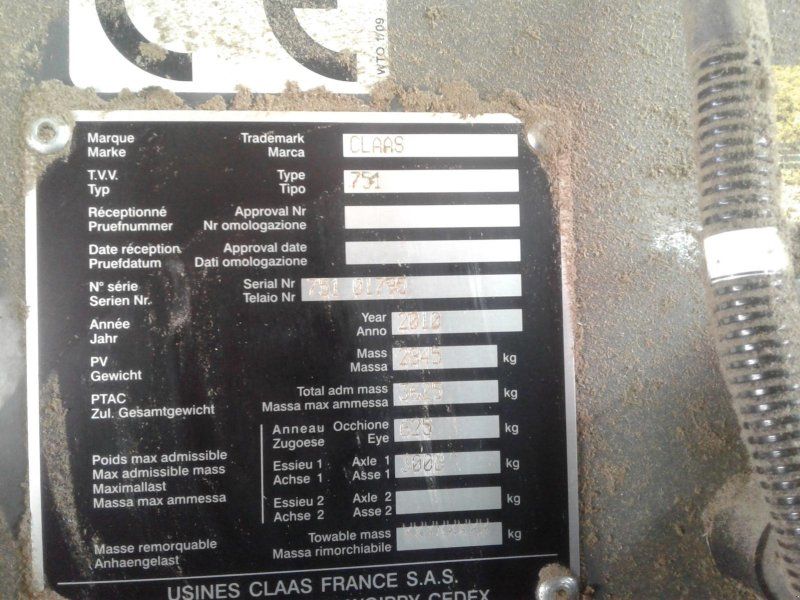 CE
WTO 1/09
Marque Trademark CLAAS
Marke Marca
T.V.V. Type 751
Typ Tipo
Réceptionné Approval Nr
Pruefnummer Nr omologazione
Date réception Approval date
Pruefdatum Dati omologazione
N° série Serial Nr 751 01790
Serien Nr. Telaio Nr
Année Year 2010
Jahr Anno
PV Mass 2845 kg
Gewicht Massa
PTAC Total adm mass kg
Zul. Gesamtgewicht Massa max ammessa
Anneau Occhione 625 kg
Zugoese Eye
Poids max admissible
Max admissible mass
Maximallast
Massa max ammessa
Essieu 1 Axle 1 kg
Achse 1 Asse 1
Essieu 2 Axle 2 kg
Achse 2 Asse 2
Masse remorquable Towable mass kg
Anhaengelast Massa rimorchiabile
USINES CLAAS FRANCE S.A.S.
WOIPPY CEDEX